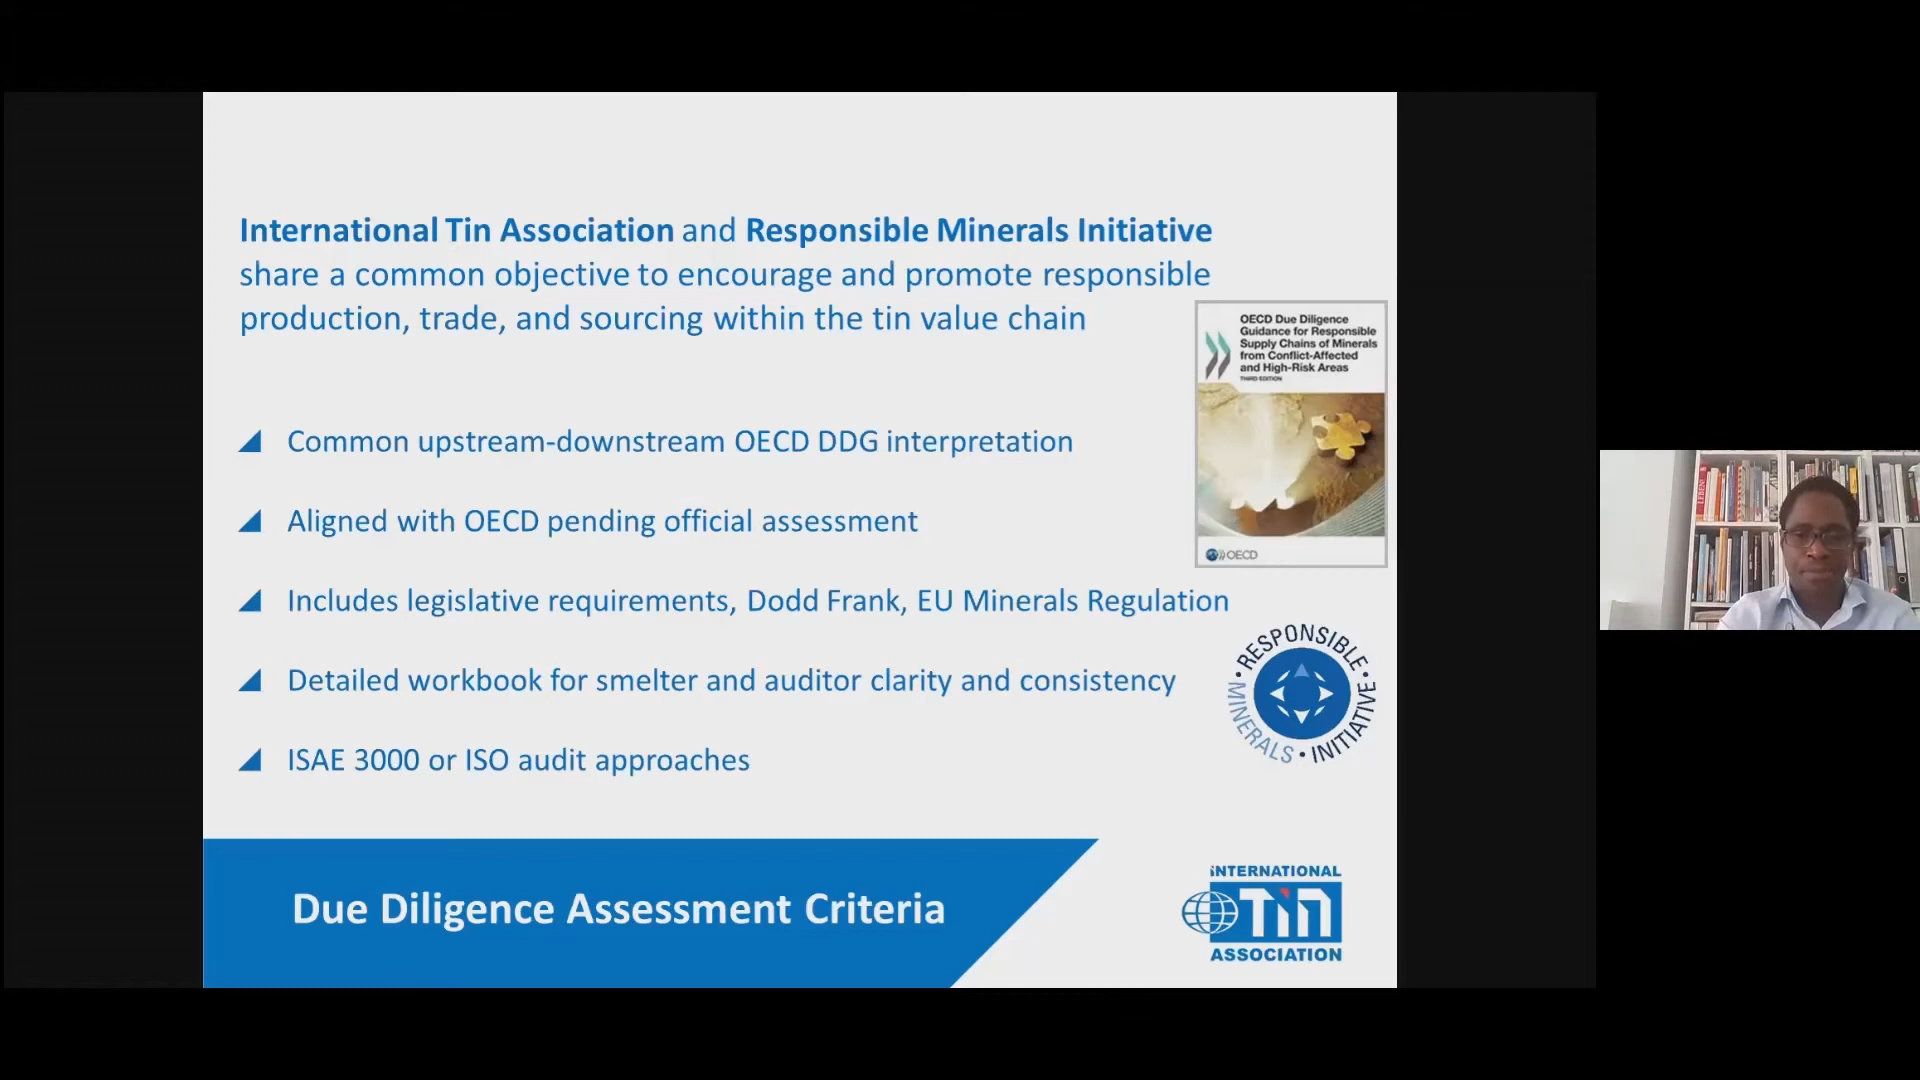 International Tin Association and Responsible Minerals Initiative
share a common objective to encourage and promote responsible
production, trade, and sourcing within the tin value chain
OECD Due Diligence
Guidance for Responsible
Supply Chains of Minerals
from Conflict-Affected
and High-Risk Areas
THIRD EDITION
OECD
Common upstream-downstream OECD DDG interpretation
Aligned with OECD pending official assessment
Includes legislative requirements, Dodd Frank, EU Minerals Regulation
Detailed workbook for smelter and auditor clarity and consistency
ISAE 3000 or ISO audit approaches
RESPONSIBLE
MINERALS
INITIATIVE
Due Diligence Assessment Criteria
INTERNATIONAL
TIN
ASSOCIATION